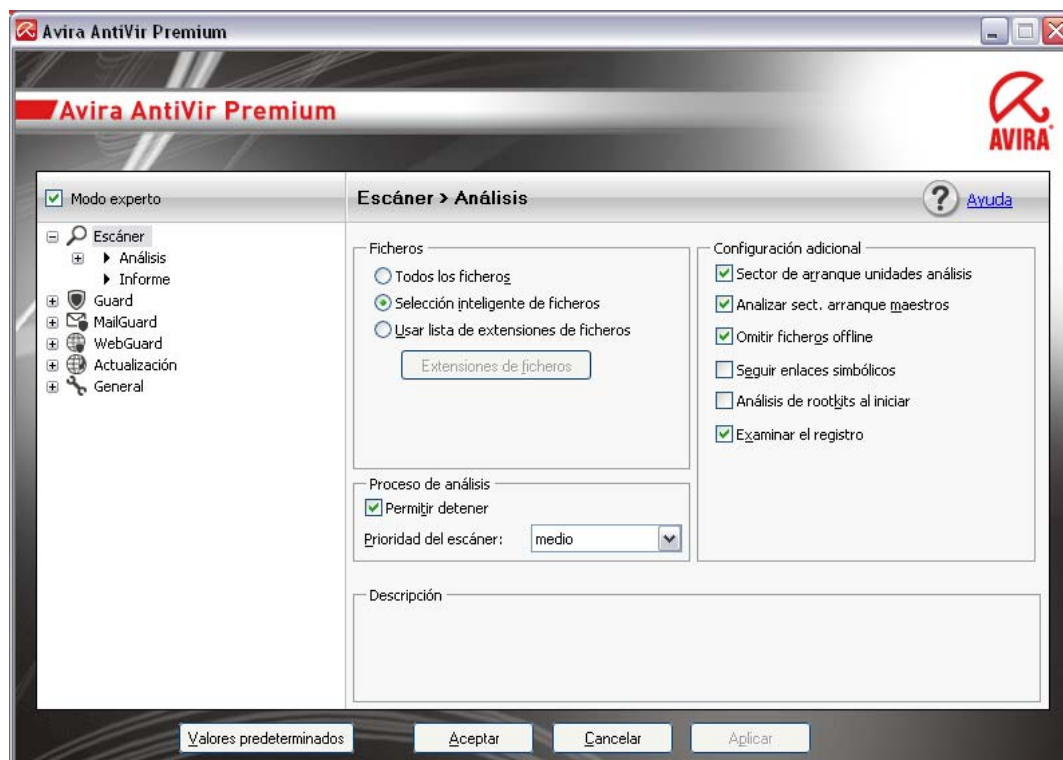 Avira AntiVir Premium
Avira AntiVir Premium
AVIRA
Modo experto
Escáner > Análisis
? Ayuda
Escáner
Análisis
Informe
Guard
MailGuard
WebGuard
Actualización
General
Ficheros
Todos los ficheros
Selección inteligente de ficheros
Usar lista de extensiones de ficheros
Extensiones de ficheros
Proceso de análisis
Permitir detener
Prioridad del escáner: medio
Configuración adicional
Sector de arranque unidades análisis
Analizar sect. arranque maestros
Omitir ficheros offline
Seguir enlaces simbólicos
Análisis de rootkits al iniciar
Examinar el registro
Descripción
Valores predeterminados
Aceptar
Cancelar
Aplicar